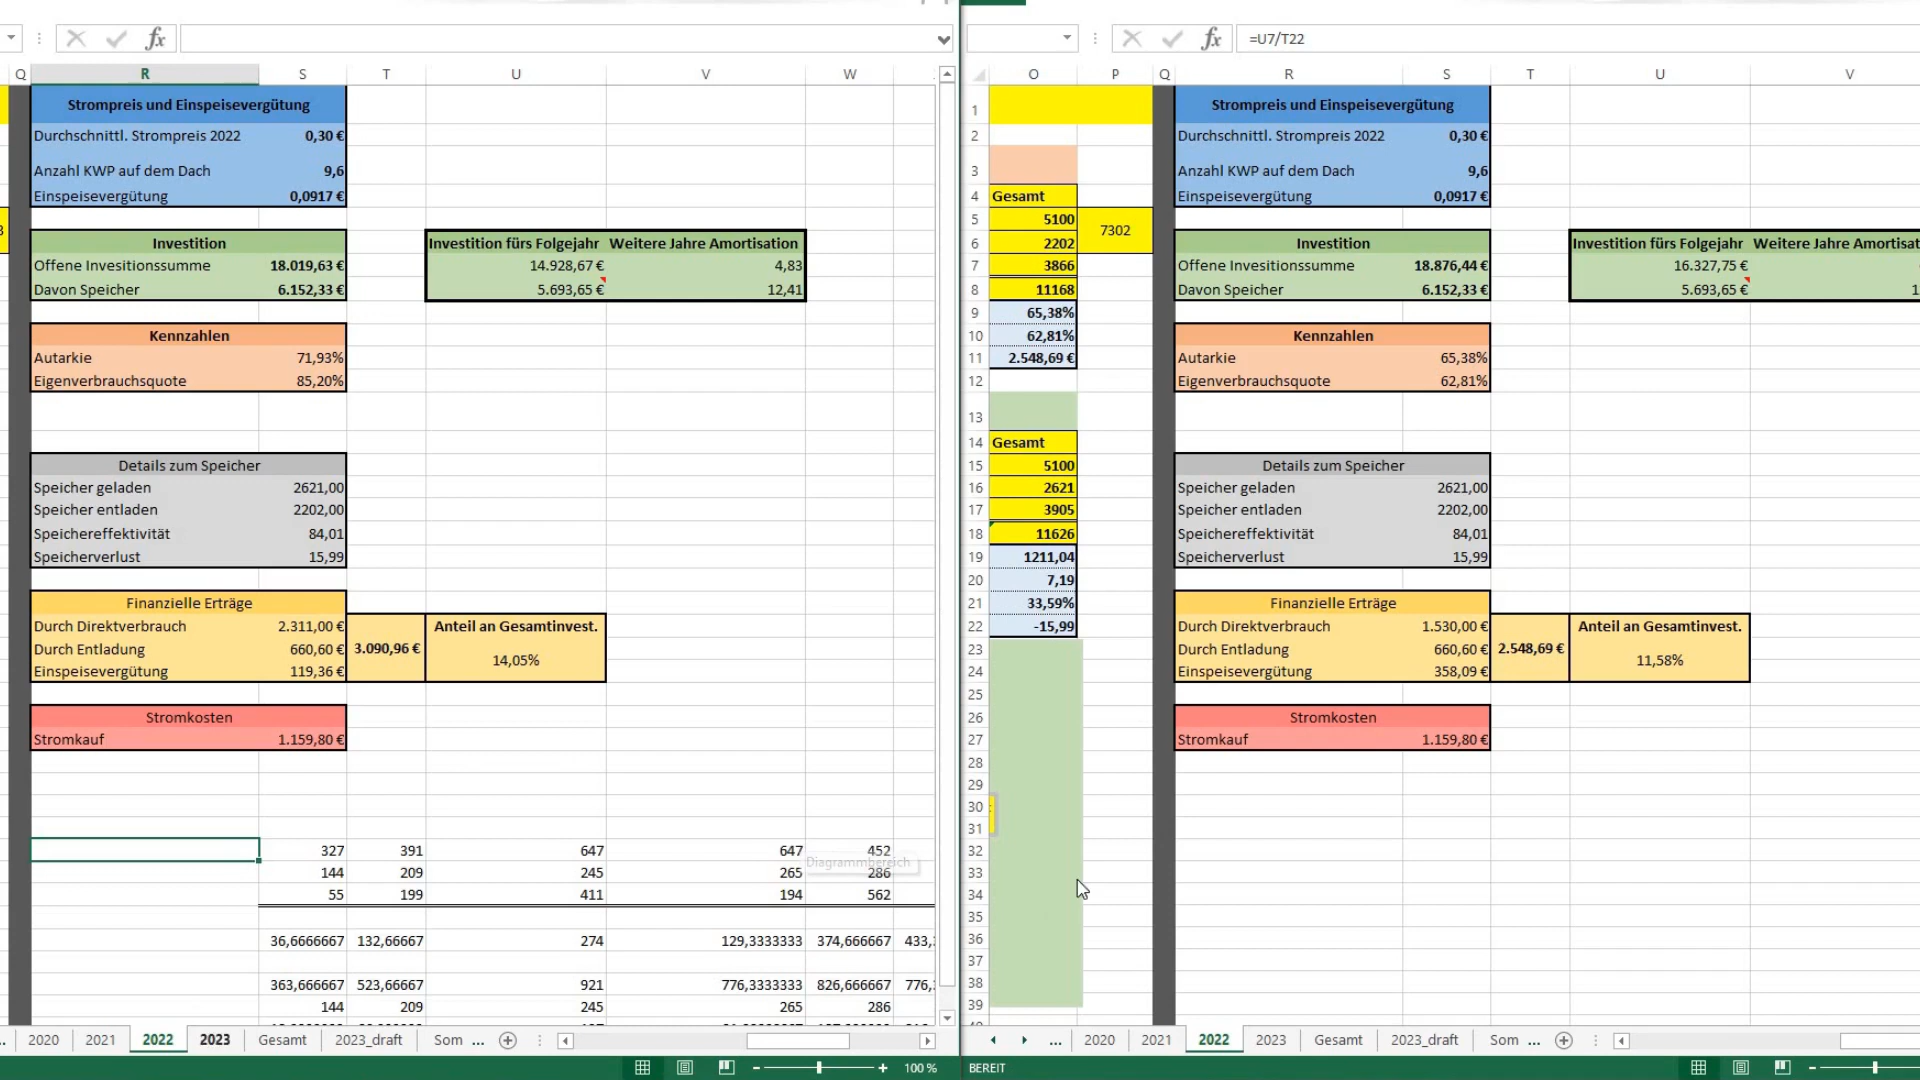 fx
fx =U7/T22
Q R S T U V W
O P Q R S T U V
Strompreis und Einspeisevergütung
Durchschnittl. Strompreis 2022 0,30 €
Anzahl KWP auf dem Dach 9,6
Einspeisevergütung 0,0917 €
Investition
Offene Invesitionssumme 18.019,63 €
Davon Speicher 6.152,33 €
Investition fürs Folgejahr Weitere Jahre Amortisation
14.928,67 € 4,83
5.693,65 € 12,41
Kennzahlen
Autarkie 71,93%
Eigenverbrauchsquote 85,20%
Details zum Speicher
Speicher geladen 2621,00
Speicher entladen 2202,00
Speichereffektivität 84,01
Speicherverlust 15,99
Finanzielle Erträge
Durch Direktverbrauch 2.311,00 €
Durch Entladung 660,60 €
Einspeisevergütung 119,36 €
3.090,96 €
Anteil an Gesamtinvest.
14,05%
Stromkosten
Stromkauf 1.159,80 €
327 391 647 647 452
144 209 245 265 286
55 199 411 194 562
Diagrammbereich
36,6666667 132,66667 274 129,3333333 374,666667 433,
363,666667 523,66667 921 776,3333333 826,666667 776,
144 209 245 265 286
2020 2021 2022 2023 Gesamt 2023_draft Som ...
100 %
1
2
3
4 Gesamt
5 5100
6 2202
7302
7 3866
8 11168
9 65,38%
10 62,81%
11 2.548,69 €
12
13
14 Gesamt
15 5100
16 2621
17 3905
18 11626
19 1211,04
20 7,19
21 33,59%
22 -15,99
23
24
25
26
27
28
29
30
31
32
33
34
35
36
37
38
39
Strompreis und Einspeisevergütung
Durchschnittl. Strompreis 2022 0,30 €
Anzahl KWP auf dem Dach 9,6
Einspeisevergütung 0,0917 €
Investition
Offene Invesitionssumme 18.876,44 €
Davon Speicher 6.152,33 €
Investition fürs Folgejahr Weitere Jahre Amortisat
16.327,75 €
5.693,65 € 1
Kennzahlen
Autarkie 65,38%
Eigenverbrauchsquote 62,81%
Details zum Speicher
Speicher geladen 2621,00
Speicher entladen 2202,00
Speichereffektivität 84,01
Speicherverlust 15,99
Finanzielle Erträge
Durch Direktverbrauch 1.530,00 €
Durch Entladung 660,60 €
Einspeisevergütung 358,09 €
2.548,69 €
Anteil an Gesamtinvest.
11,58%
Stromkosten
Stromkauf 1.159,80 €
... 2020 2021 2022 2023 Gesamt 2023_draft Som ...
BEREIT